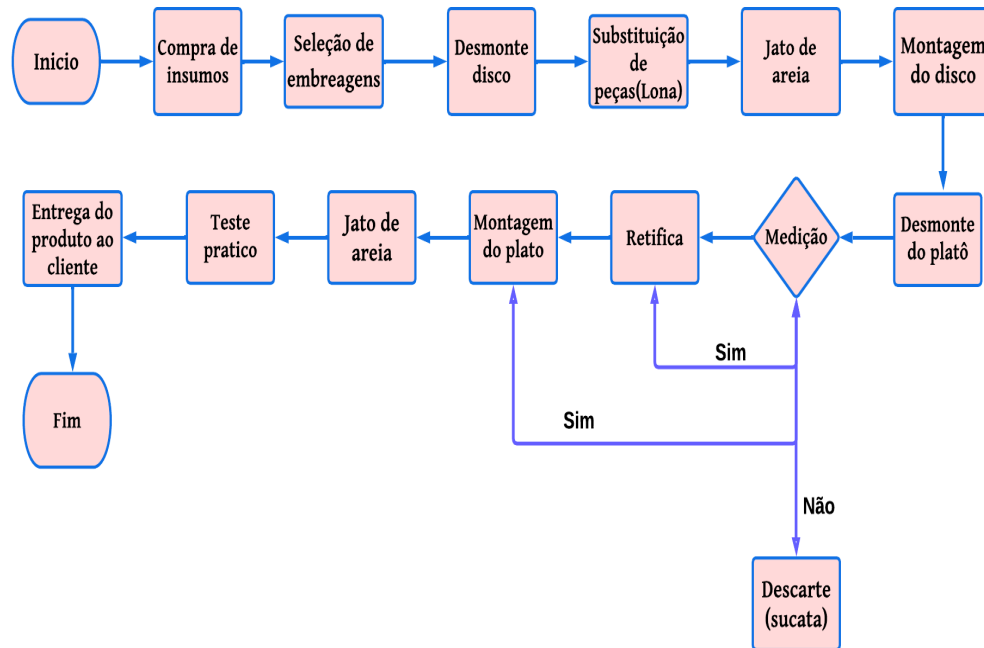 Inicio
Compra de
insumos
Seleção de
embreagens
Desmonte
disco
Substituição
de
peças(Lona)
Jato de
areia
Montagem
do disco
Entrega do
produto ao
cliente
Teste
pratico
Jato de
areia
Montagem
do plato
Retifica
Medição
Desmonte
do platô
Sim
Sim
Fim
Não
Descarte
(sucata)